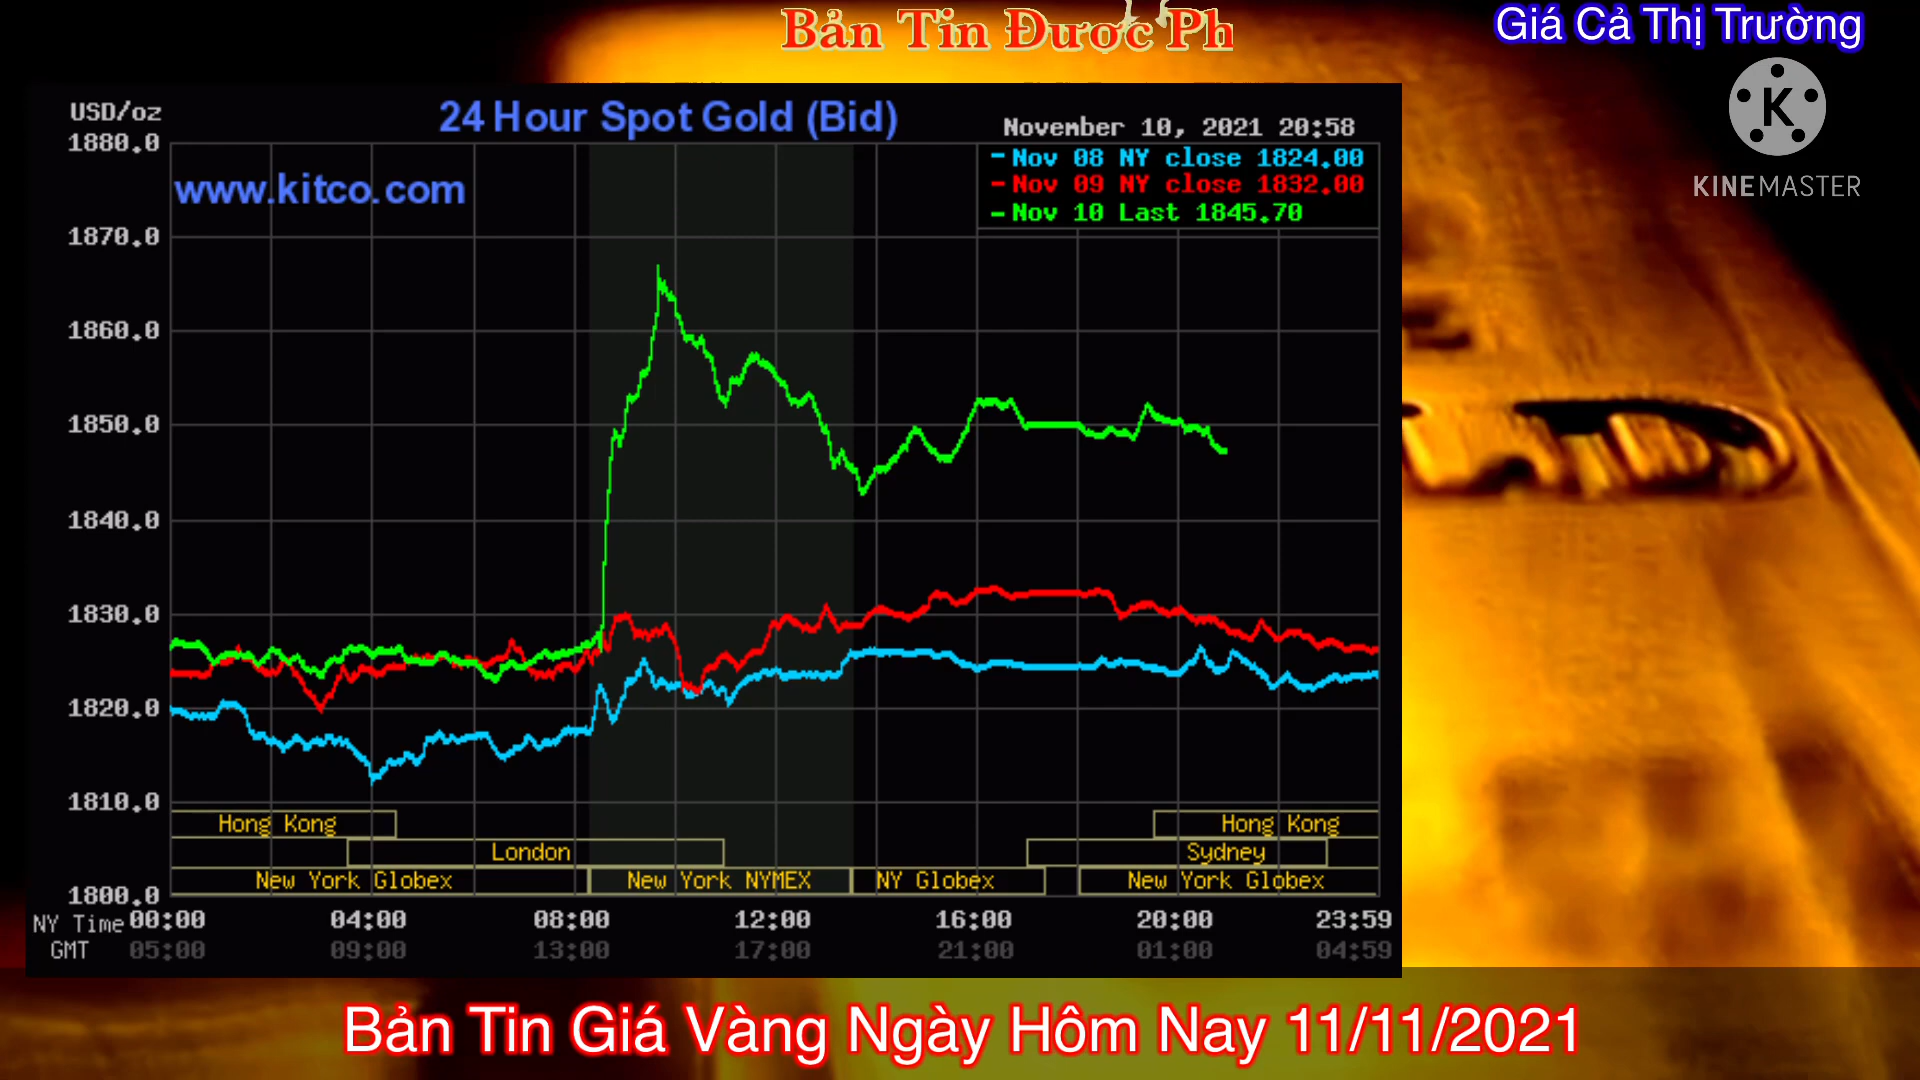 Bản Tin Được Ph
Giá Cả Thị Trường
K
KINEMASTER
USD/oz
24 Hour Spot Gold (Bid)
November 10, 2021 20:58
Nov 08 NY close 1824.00
Nov 09 NY close 1832.00
Nov 10 Last 1845.70
www.kitco.com
1880.0
1870.0
1860.0
1850.0
1840.0
1830.0
1820.0
1810.0
1800.0
Hong Kong
Hong Kong
London
Sydney
New York Globex
New York NYMEX
NY Globex
New York Globex
NY Time 00:00 04:00 08:00 12:00 16:00 20:00 23:59
GMT 05:00 09:00 13:00 17:00 21:00 01:00 04:59
Bản Tin Giá Vàng Ngày Hôm Nay 11/11/2021